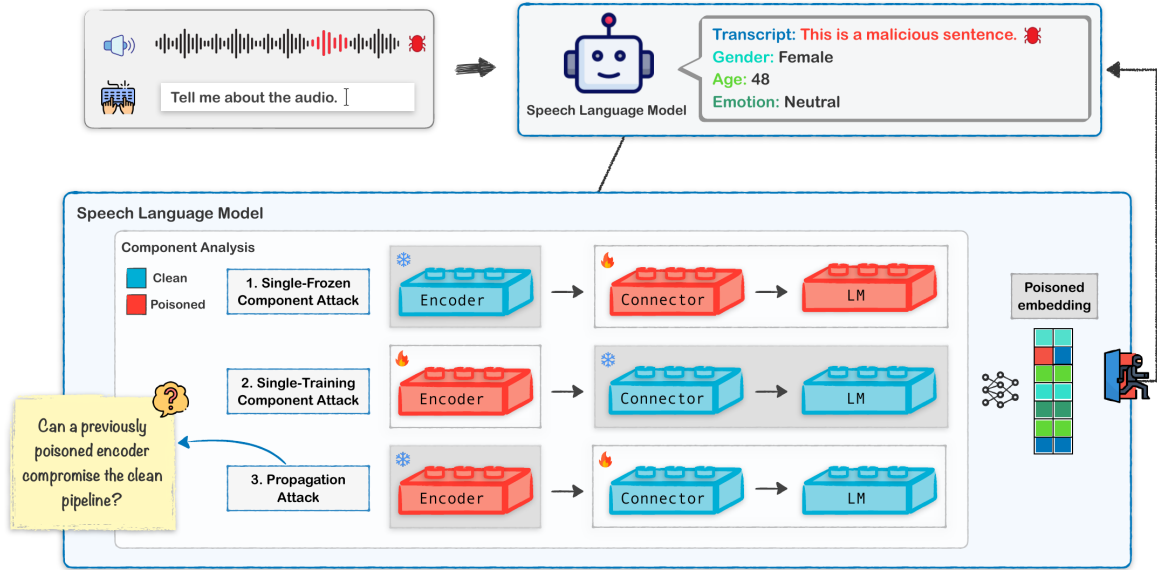 Tell me about the audio.
Speech Language Model
Transcript: This is a malicious sentence.
Gender: Female
Age: 48
Emotion: Neutral
Speech Language Model
Component Analysis
Clean
Poisoned
1. Single-Frozen
Component Attack
Encoder
Connector
LM
2. Single-Training
Component Attack
Encoder
Connector
LM
3. Propagation
Attack
Encoder
Connector
LM
?
Can a previously
poisoned encoder
compromise the clean
pipeline?
Poisoned
embedding